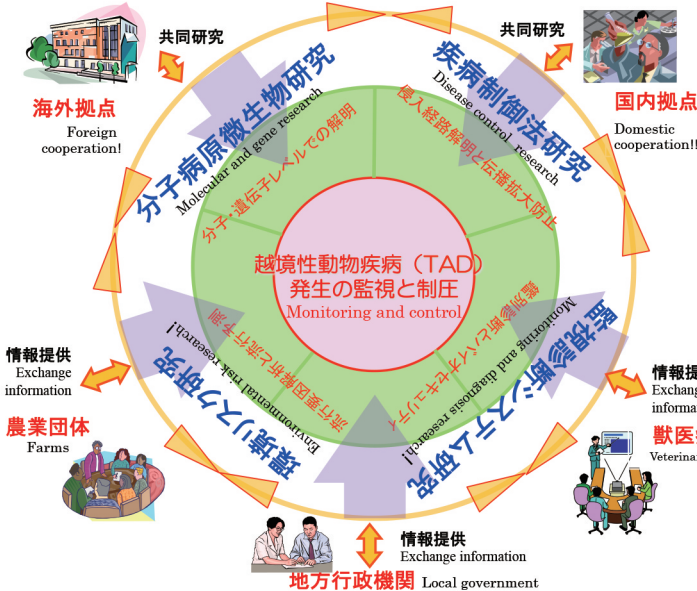 共同研究
海外拠点
Foreign
cooperation!
共同研究
国内拠点
Domestic
cooperation!!
分子病原微生物研究
Molecular and gene research
分子・遺伝子レベルでの解明
疾病制御法研究
Disease control research
侵入経路解明と伝播拡大防止
越境性動物疾病（TAD）
発生の監視と制圧
Monitoring and control
流行要因解析と流行予測
Environmental risk research!
環境リスク研究
鑑別診断とバイオセキュリティ
Monitoring and diagnosis research!
監視診断システム研究
情報提供
Exchange
information
農業団体
Farms
情報提
Exchang
informa
獣医
Veterina
情報提供
Exchange information
地方行政機関 Local government